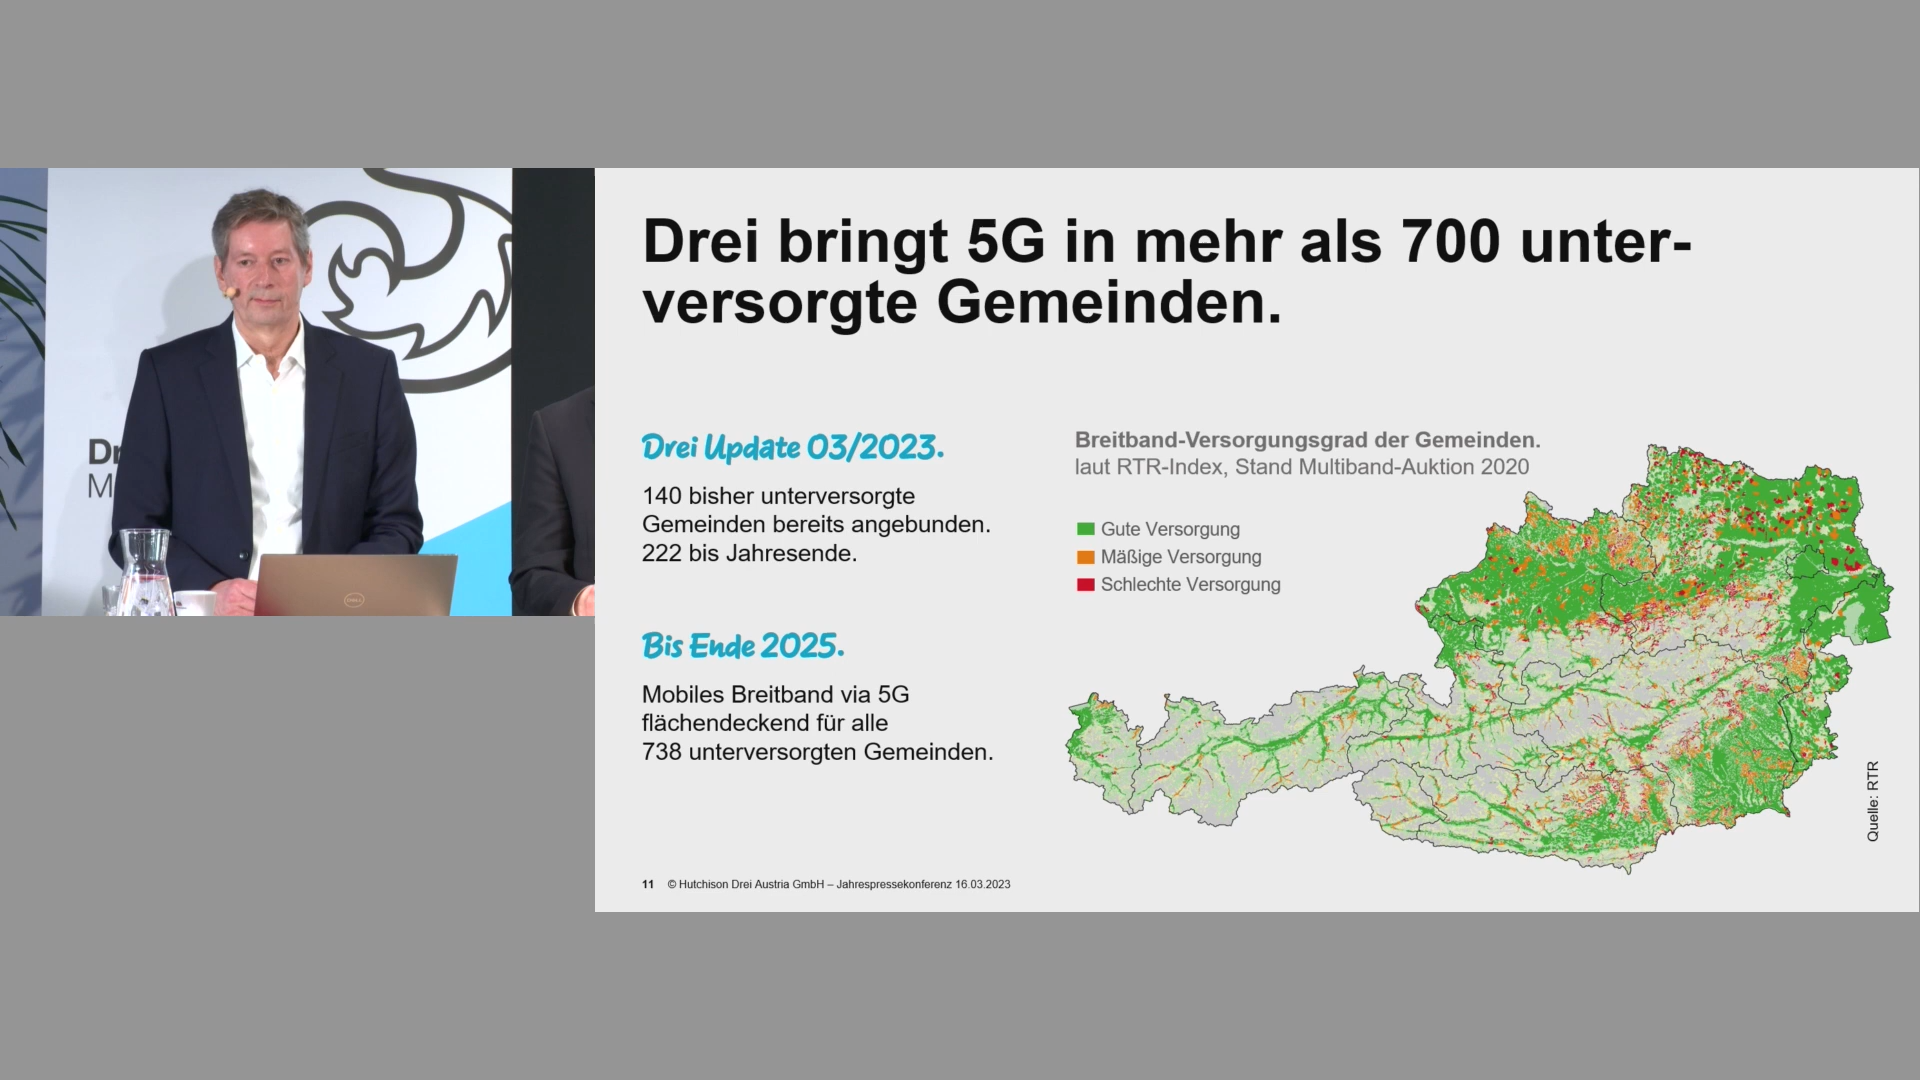 Drei bringt 5G in mehr als 700 unter-
versorgte Gemeinden.
Drei Update 03/2023.
140 bisher unterversorgte
Gemeinden bereits angebunden.
222 bis Jahresende.
Bis Ende 2025.
Mobiles Breitband via 5G
flächendeckend für alle
738 unterversorgten Gemeinden.
Breitband-Versorgungsgrad der Gemeinden.
laut RTR-Index, Stand Multiband-Auktion 2020
Gute Versorgung
Mäßige Versorgung
Schlechte Versorgung
Quelle: RTR
11 © Hutchison Drei Austria GmbH – Jahrespressekonferenz 16.03.2023